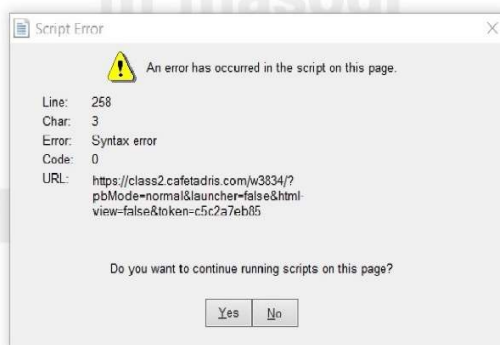 Script Error
An error has occurred in the script on this page.
Line: 258
Char: 3
Error: Syntax error
Code: 0
URL: https://class2.cafetadris.com/w3834/?
pbMode=normal&launcher=false&html-
view=false&token=c5c2a7eb85
Do you want to continue running scripts on this page?
Yes No